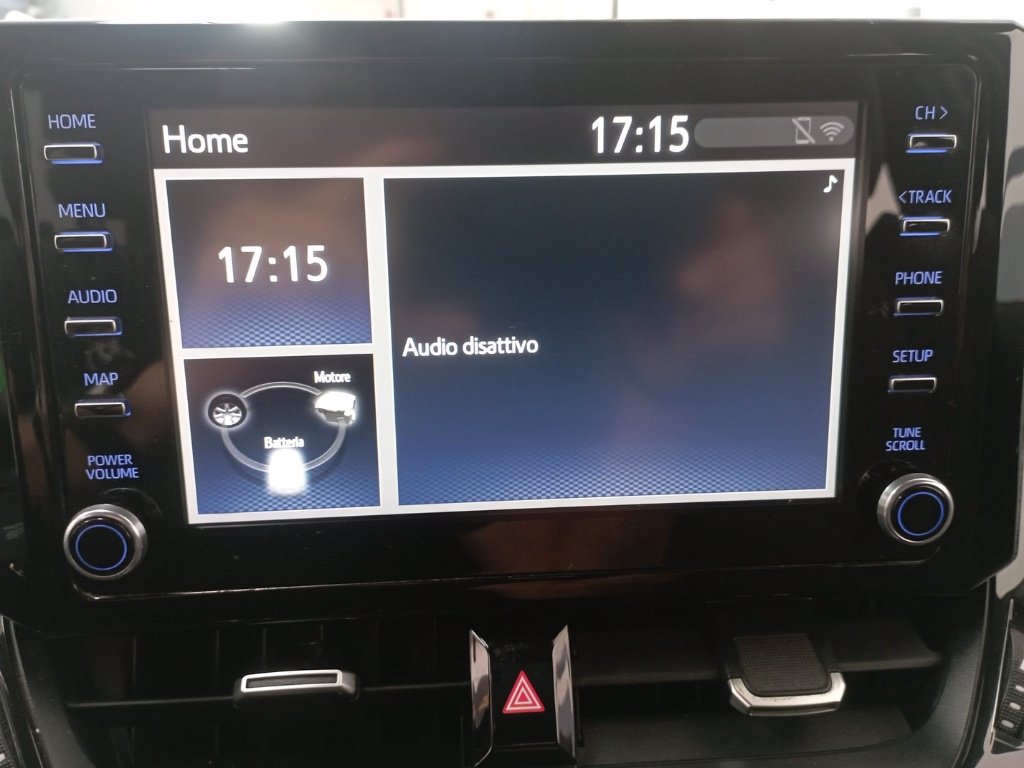 HOME
MENU
AUDIO
MAP
POWER
VOLUME
Home
17:15
17:15
Motore
Batteria
Audio disattivo
CH >
<TRACK
PHONE
SETUP
TUNE
SCROLL